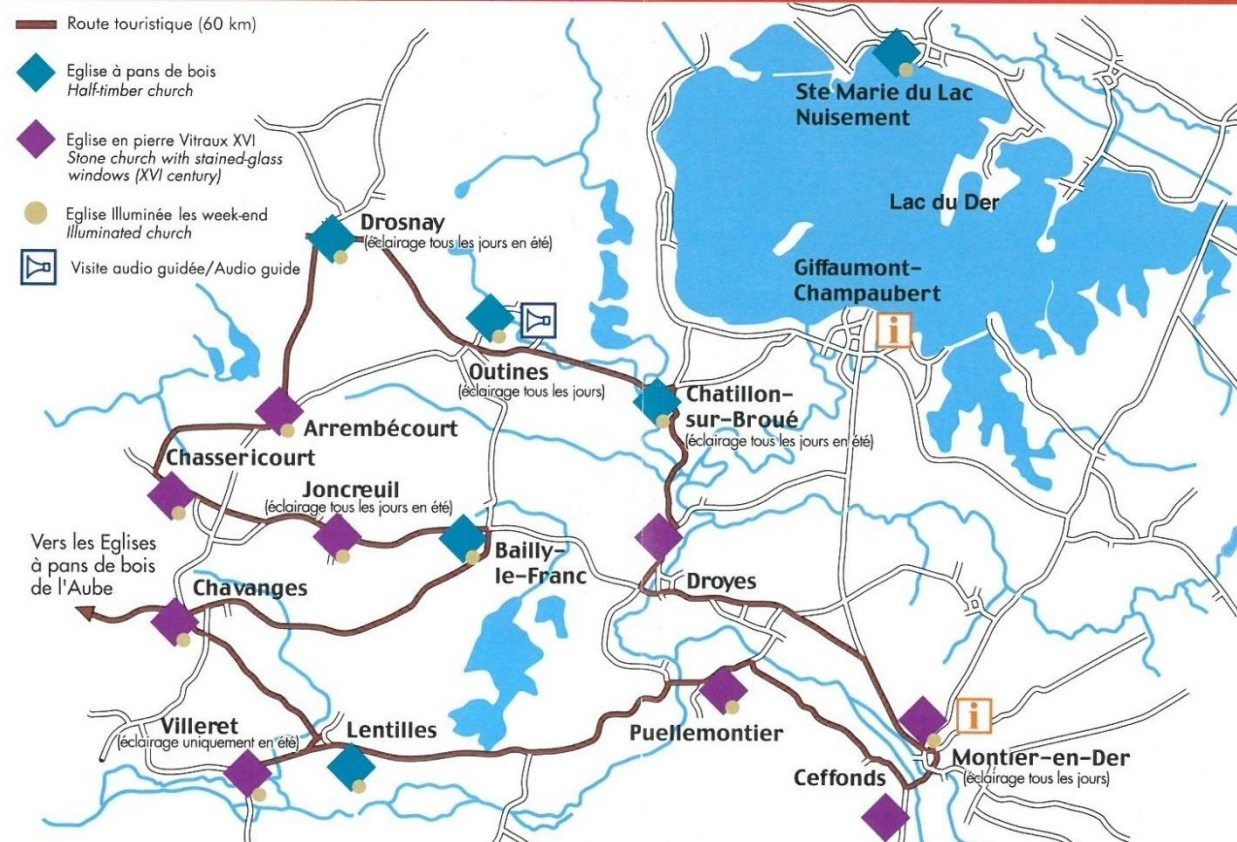 Route touristique (60 km)
Eglise à pans de bois
Half-timber church
Eglise en pierre Vitraux XVI
Stone church with stained-glass
windows (XVI century)
Eglise Illuminée les week-end
Illuminated church
Visite audio guidée/Audio guide
Ste Marie du Lac
Nuisement
Lac du Der
Giffaumont-
Champaubert
i
Drosnay
(éclairage tous les jours en été)
Outines
(éclairage tous les jours)
Chatillon-
sur-Broué
(éclairage tous les jours en été)
Arrembécourt
Chassericourt
Joncreuil
(éclairage tous les jours en été)
Bailly-
le-Franc
Vers les Eglises
à pans de bois
de l'Aube
Chavanges
Droyes
Villeret
(éclairage uniquement en été)
Lentilles
Puellemontier
i
Montier-en-Der
(éclairage tous les jours)
Ceffonds